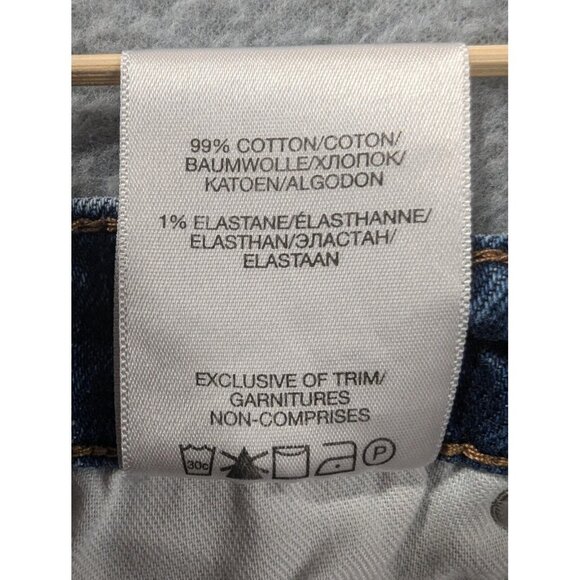 99% COTTON/COTON/
BAUMWOLLE/ХЛОПОК/
KATOEN/ALGODON
1% ELASTANE/ÉLASTHANNE/
ELASTHAN/ЭЛАСТАН/
ELASTAAN
EXCLUSIVE OF TRIM/
GARNITURES
NON-COMPRISES
30c P